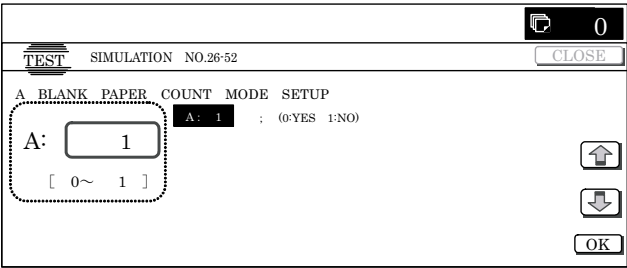 0
TEST SIMULATION NO.26-52 CLOSE
A BLANK PAPER COUNT MODE SETUP
A: 1 ; (0:YES 1:NO)
A: 1
[ 0~ 1 ]
OK